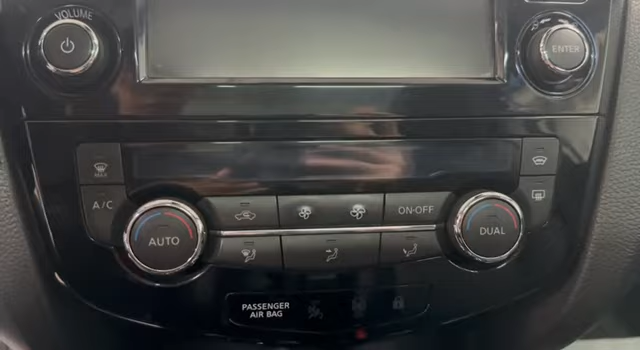 VOLUME
ENTER
MAX
A/C
AUTO
ON·OFF
DUAL
PASSENGER
AIR BAG